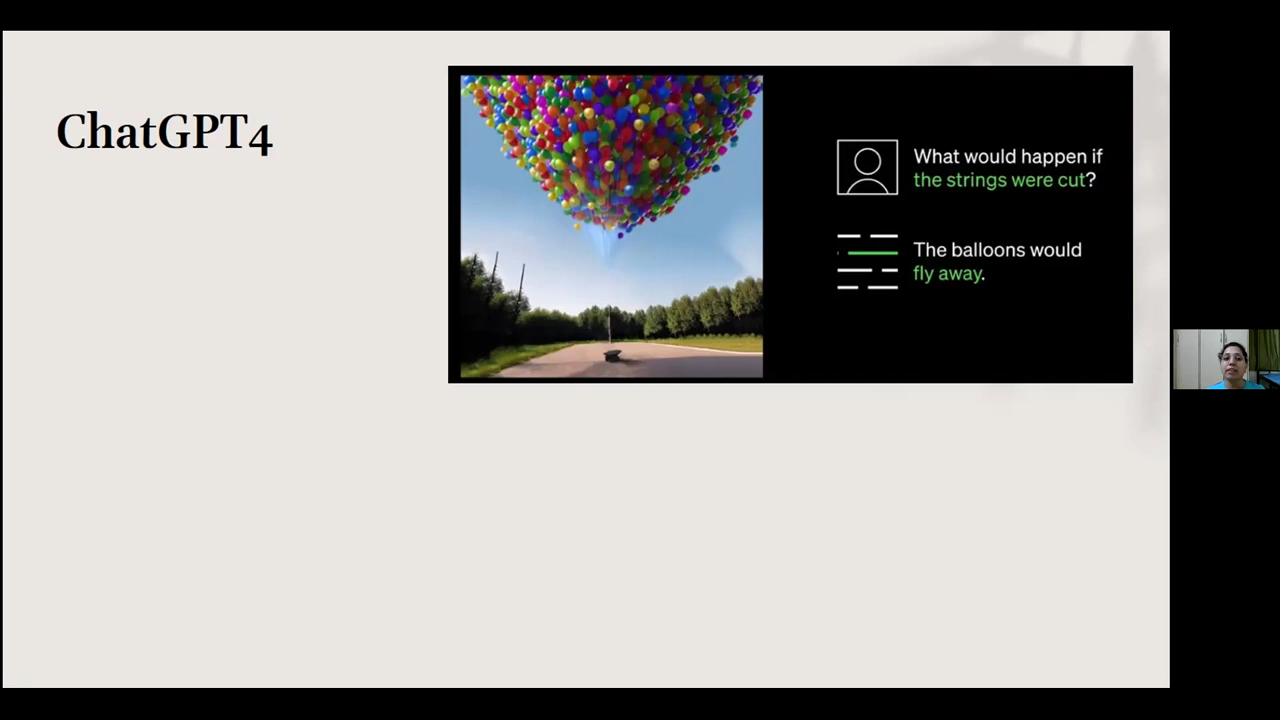 ChatGPT4
What would happen if
the strings were cut?
The balloons would
fly away.